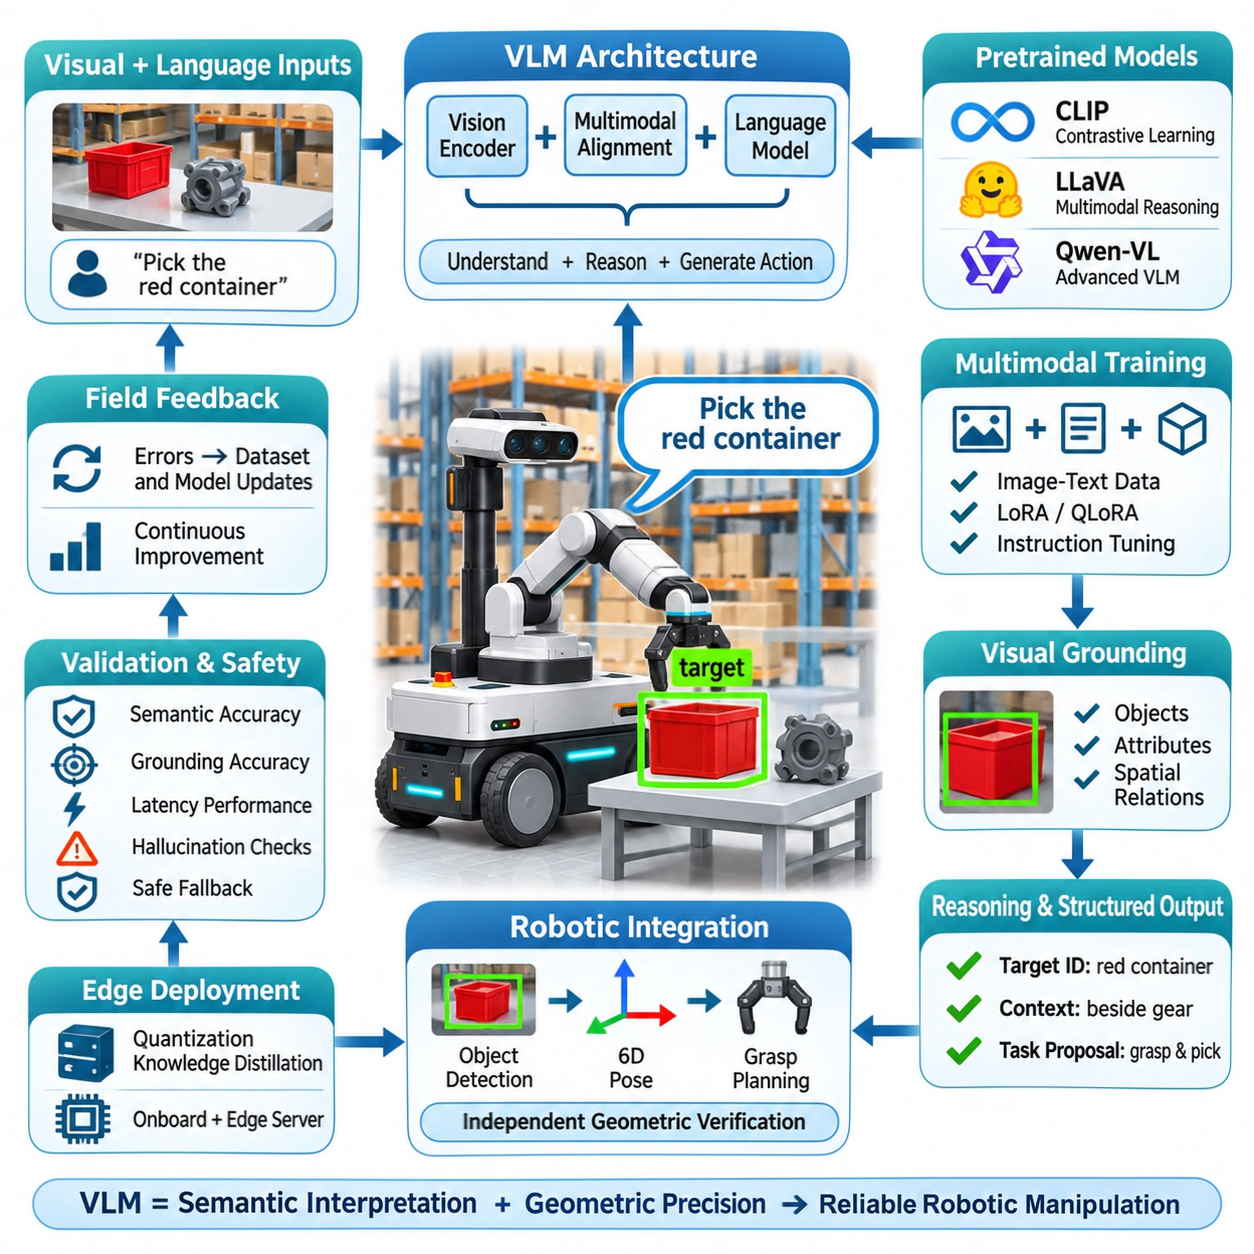 Visual + Language Inputs
"Pick the
red container"
VLM Architecture
Vision
Encoder
+
Multimodal
Alignment
+
Language
Model
Understand + Reason + Generate Action
Pretrained Models
CLIP
Contrastive Learning
LLaVA
Multimodal Reasoning
Qwen-VL
Advanced VLM
Field Feedback
Errors → Dataset
and Model Updates
Continuous
Improvement
Pick the
red container
target
Multimodal Training
+ +
Image-Text Data
LoRA / QLoRA
Instruction Tuning
Validation & Safety
Semantic Accuracy
Grounding Accuracy
Latency Performance
Hallucination Checks
Safe Fallback
Visual Grounding
Objects
Attributes
Spatial
Relations
Edge Deployment
Quantization
Knowledge Distillation
Onboard + Edge Server
Robotic Integration
Object
Detection
6D
Pose
Grasp
Planning
Independent Geometric Verification
Reasoning & Structured Output
Target ID: red container
Context: beside gear
Task Proposal: grasp & pick
VLM = Semantic Interpretation + Geometric Precision → Reliable Robotic Manipulation